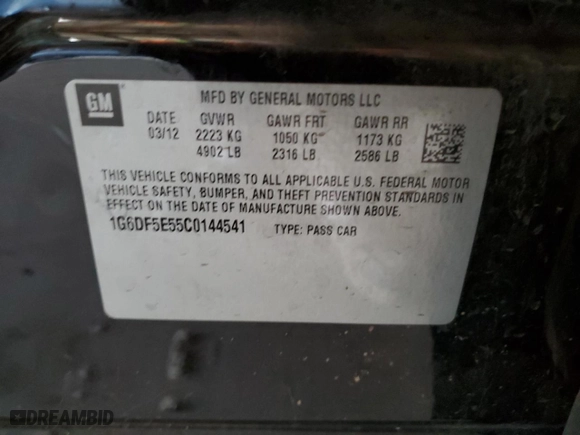 GM
MFD BY GENERAL MOTORS LLC
DATE GVWR GAWR FRT GAWR RR
03/12 2223 KG 1050 KG 1173 KG
4902 LB 2316 LB 2586 LB
THIS VEHICLE CONFORMS TO ALL APPLICABLE U.S. FEDERAL MOTOR
VEHICLE SAFETY, BUMPER, AND THEFT PREVENTION STANDARDS IN
EFFECT ON THE DATE OF MANUFACTURE SHOWN ABOVE.
1G6DF5E55C0144541 TYPE: PASS CAR
DREAMBID